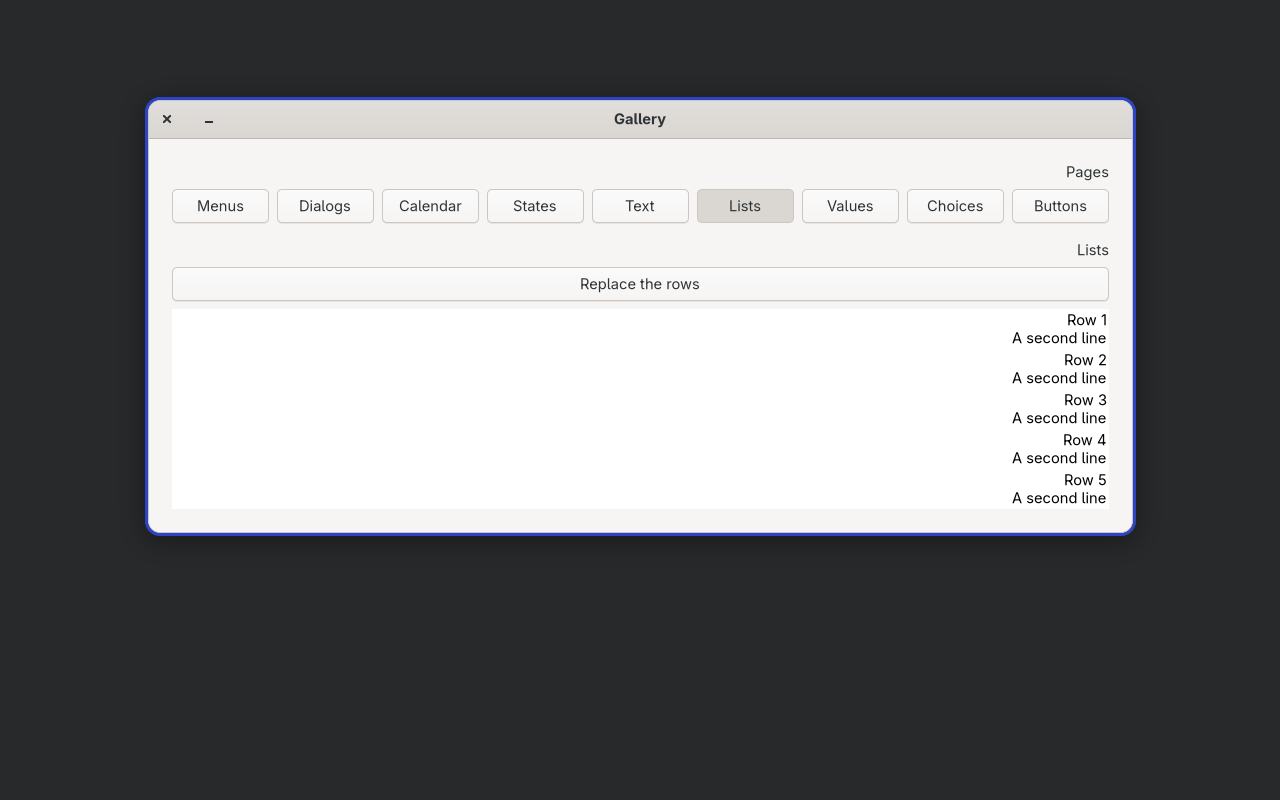 Gallery
Pages
Menus Dialogs Calendar States Text Lists Values Choices Buttons
Lists
Replace the rows
Row 1
A second line
Row 2
A second line
Row 3
A second line
Row 4
A second line
Row 5
A second line